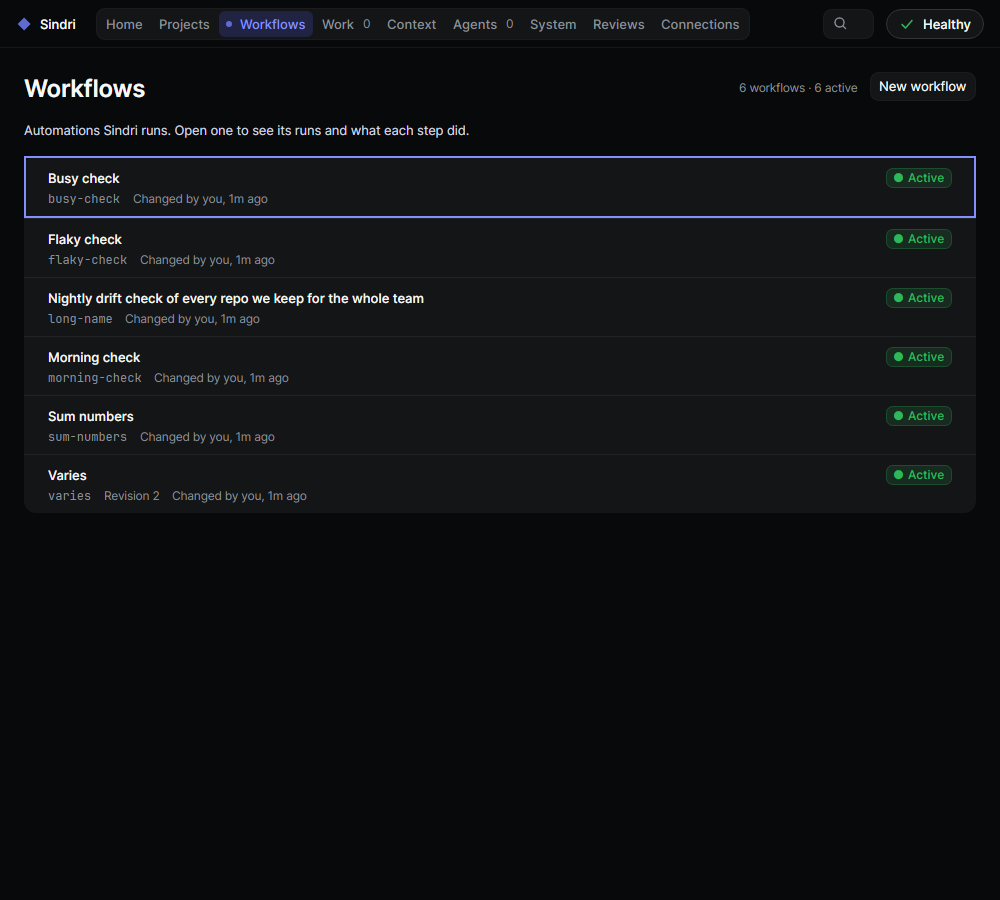 Sindri Home Projects Workflows Work 0 Context Agents 0 System Reviews Connections Healthy
Workflows
6 workflows · 6 active New workflow
Automations Sindri runs. Open one to see its runs and what each step did.
Busy check Active
busy-check Changed by you, 1m ago
Flaky check Active
flaky-check Changed by you, 1m ago
Nightly drift check of every repo we keep for the whole team Active
long-name Changed by you, 1m ago
Morning check Active
morning-check Changed by you, 1m ago
Sum numbers Active
sum-numbers Changed by you, 1m ago
Varies Active
varies Revision 2 Changed by you, 1m ago